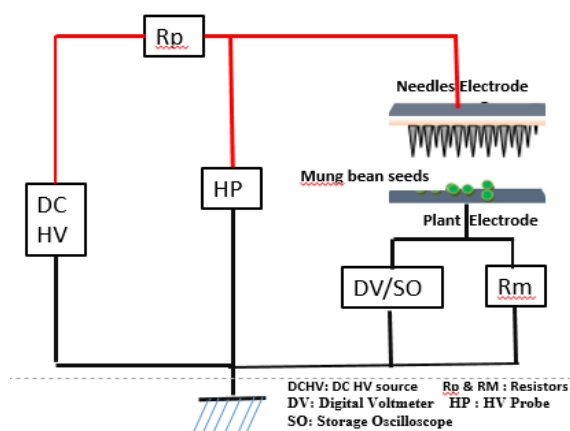 Rp
Needles Electrode
Mung bean seeds
HP
DC
HV
Plant Electrode
DV/SO
Rm
DCHV: DC HV source Rp & RM : Resistors
DV: Digital Voltmeter HP : HV Probe
SO: Storage Oscilloscope